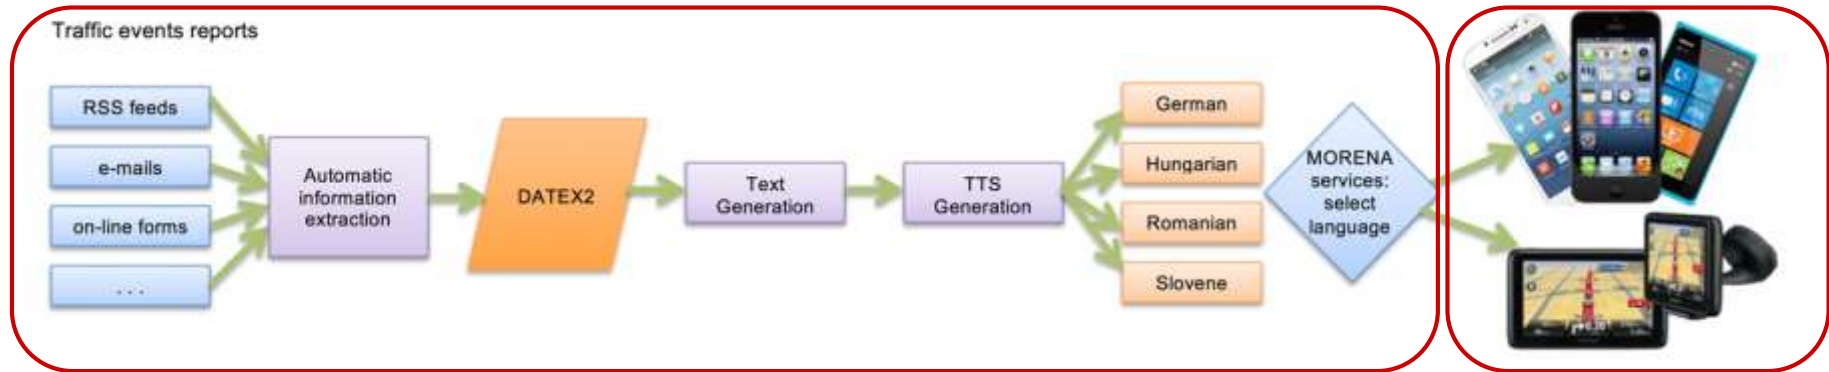 Traffic events reports
RSS feeds
e-mails
on-line forms
. . .
Automatic
information
extraction
DATEX2
Text
Generation
TTS
Generation
German
Hungarian
Romanian
Slovene
MORENA
services:
select
language